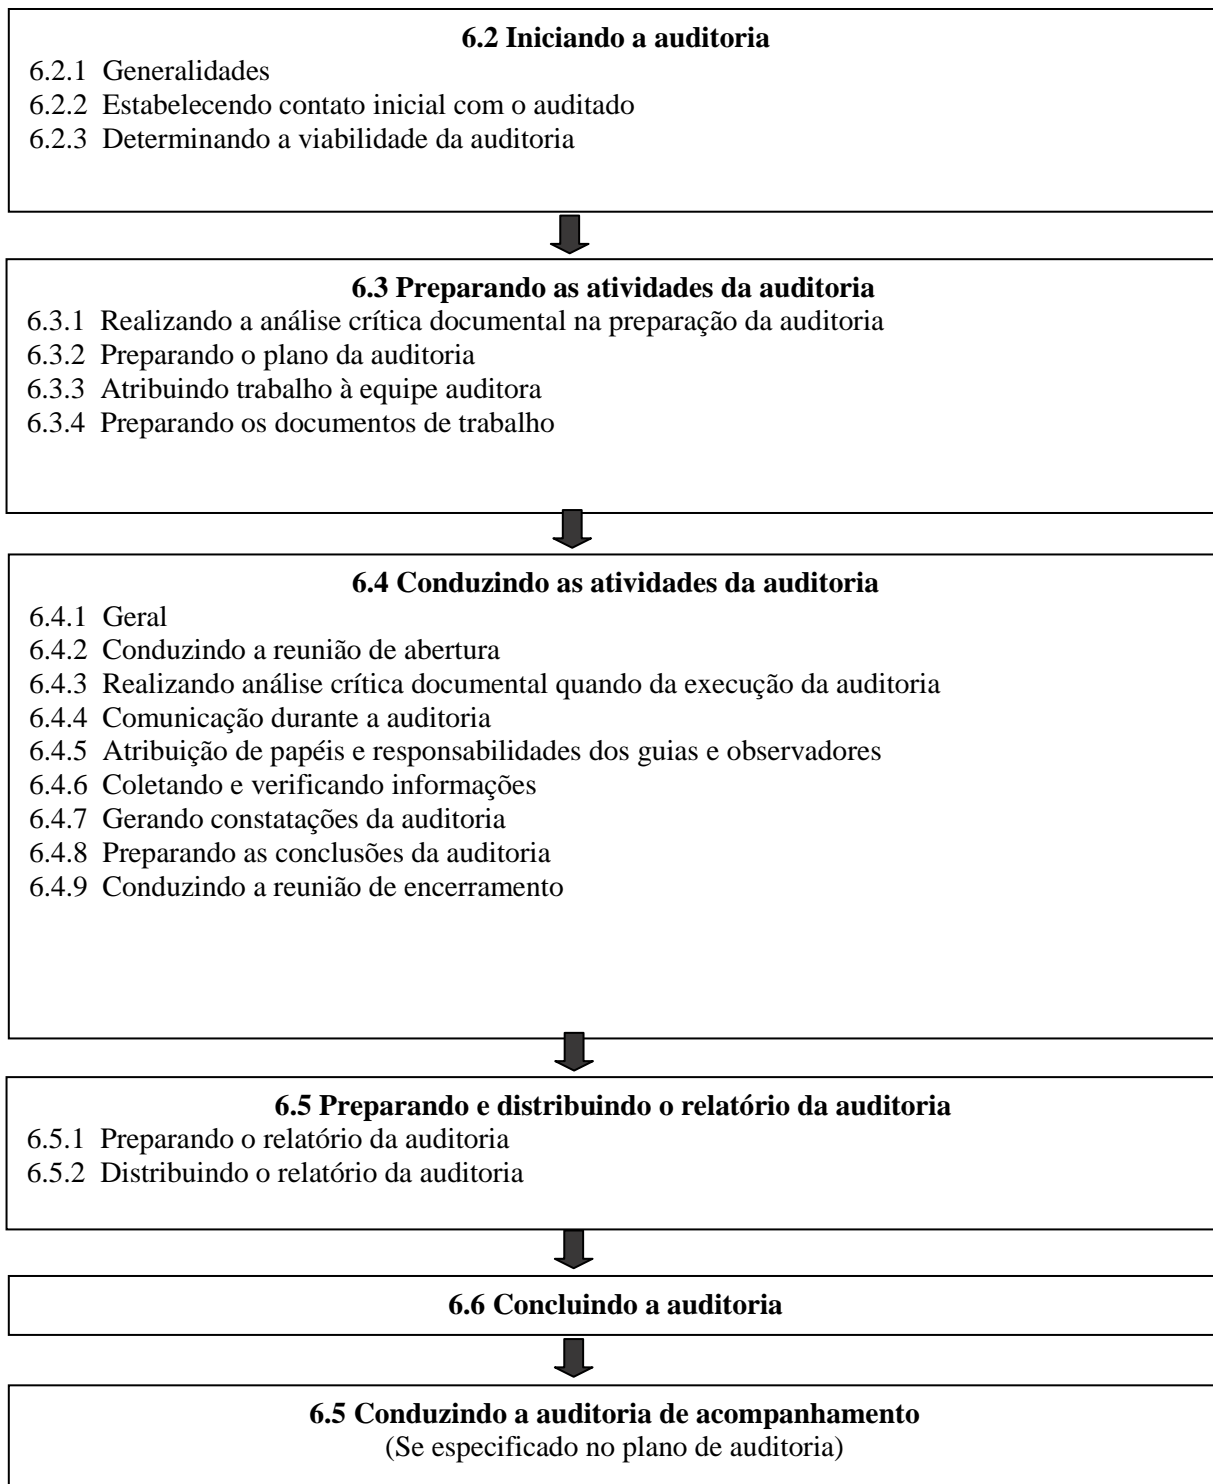 6.2 Iniciando a auditoria
6.2.1 Generalidades
6.2.2 Estabelecendo contato inicial com o auditado
6.2.3 Determinando a viabilidade da auditoria
6.3 Preparando as atividades da auditoria
6.3.1 Realizando a análise crítica documental na preparação da auditoria
6.3.2 Preparando o plano da auditoria
6.3.3 Atribuindo trabalho à equipe auditora
6.3.4 Preparando os documentos de trabalho
6.4 Conduzindo as atividades da auditoria
6.4.1 Geral
6.4.2 Conduzindo a reunião de abertura
6.4.3 Realizando análise crítica documental quando da execução da auditoria
6.4.4 Comunicação durante a auditoria
6.4.5 Atribuição de papéis e responsabilidades dos guias e observadores
6.4.6 Coletando e verificando informações
6.4.7 Gerando constatações da auditoria
6.4.8 Preparando as conclusões da auditoria
6.4.9 Conduzindo a reunião de encerramento
6.5 Preparando e distribuindo o relatório da auditoria
6.5.1 Preparando o relatório da auditoria
6.5.2 Distribuindo o relatório da auditoria
6.6 Concluindo a auditoria
6.5 Conduzindo a auditoria de acompanhamento
(Se especificado no plano de auditoria)